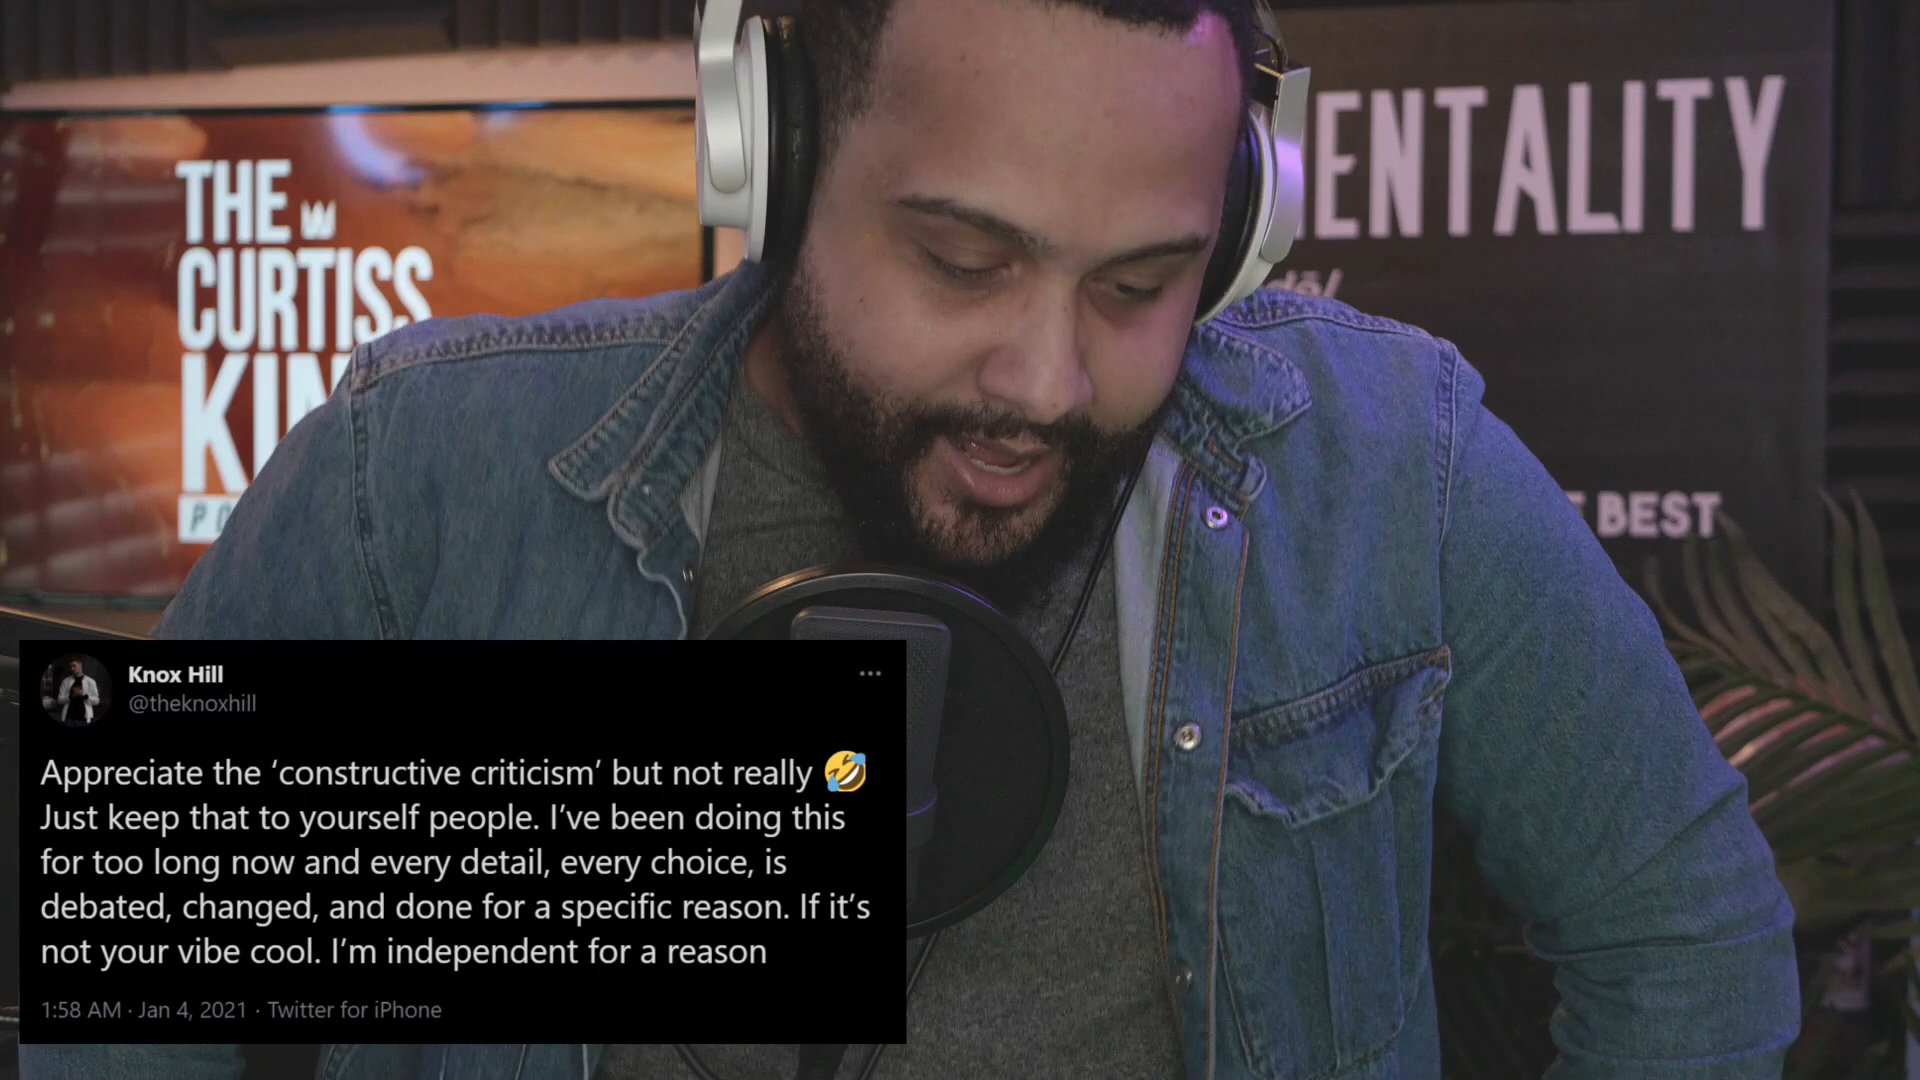 THE
CURTISS
KIN
PO
ENTALITY
dē/
BEST
Knox Hill
@theknoxhill
Appreciate the ‘constructive criticism’ but not really 🤣
Just keep that to yourself people. I’ve been doing this
for too long now and every detail, every choice, is
debated, changed, and done for a specific reason. If it’s
not your vibe cool. I’m independent for a reason
1:58 AM · Jan 4, 2021 · Twitter for iPhone